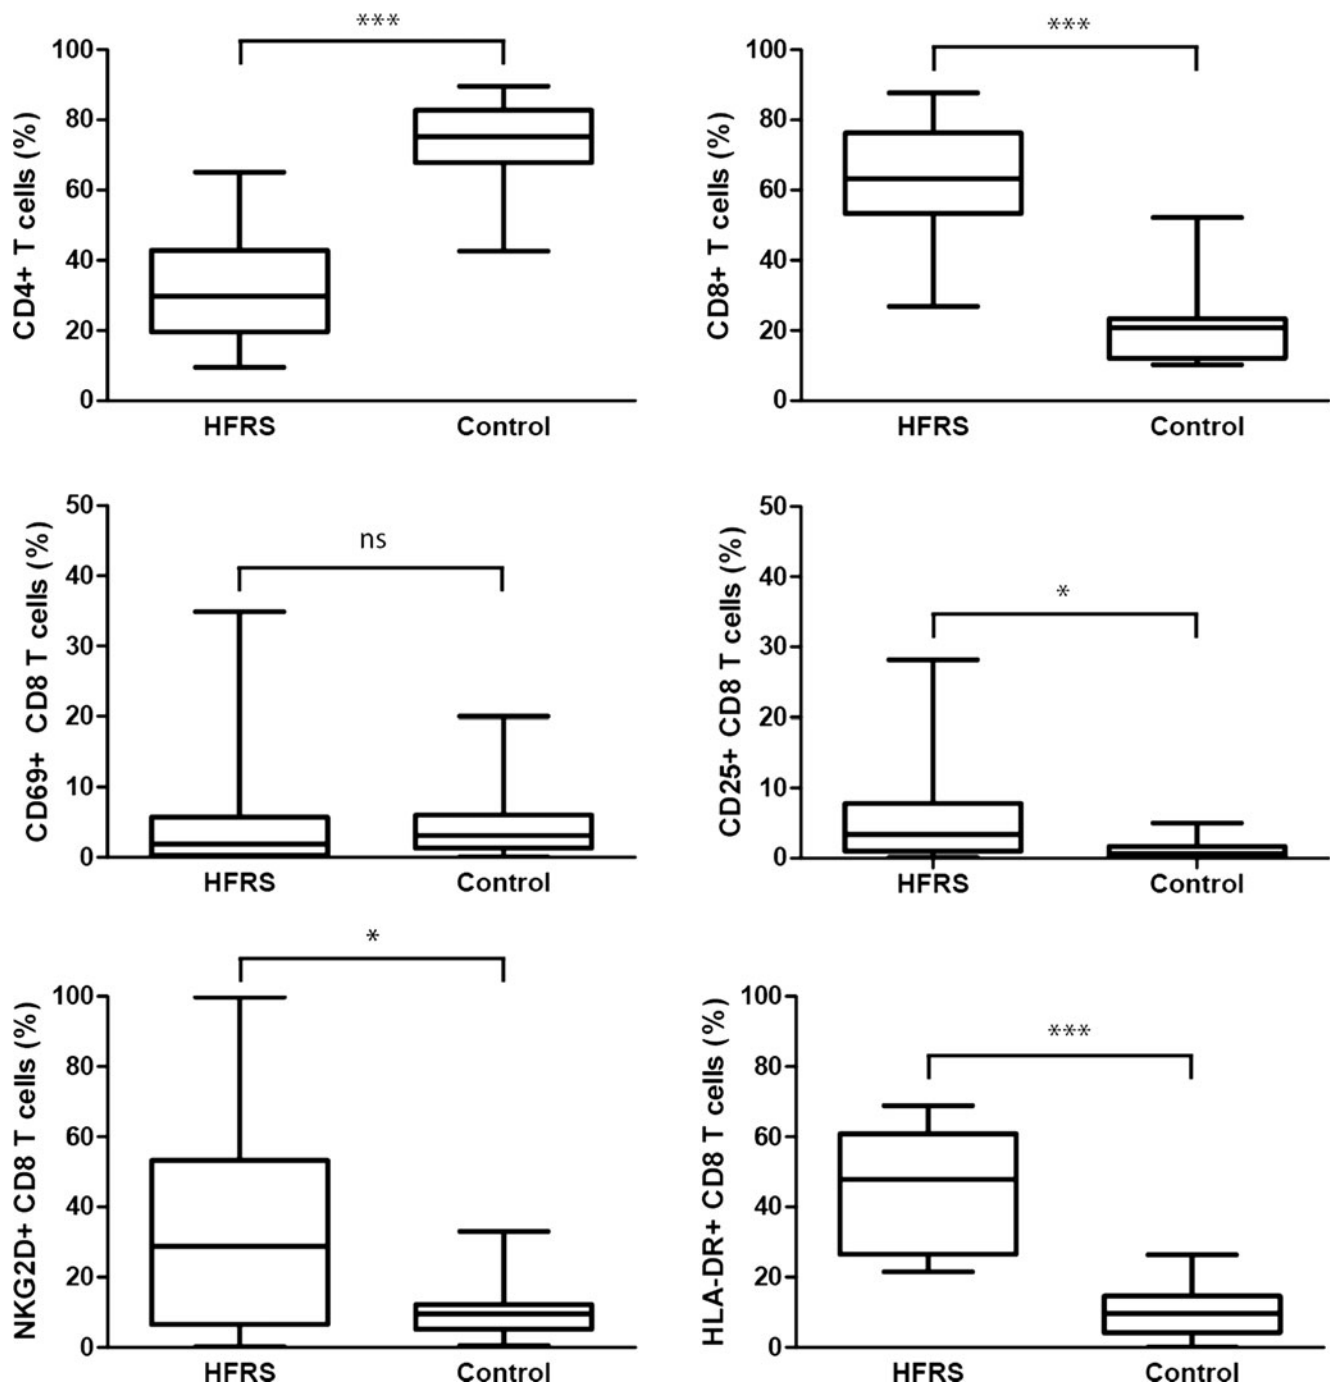 ***
CD4+ T cells (%)
100
80
60
40
20
0
HFRS
Control
***
CD8+ T cells (%)
100
80
60
40
20
0
HFRS
Control
ns
CD69+ CD8 T cells (%)
50
40
30
20
10
0
HFRS
Control
*
CD25+ CD8 T cells (%)
50
40
30
20
10
0
HFRS
Control
*
NKG2D+ CD8 T cells (%)
100
80
60
40
20
0
HFRS
Control
***
HLA-DR+ CD8 T cells (%)
100
80
60
40
20
0
HFRS
Control